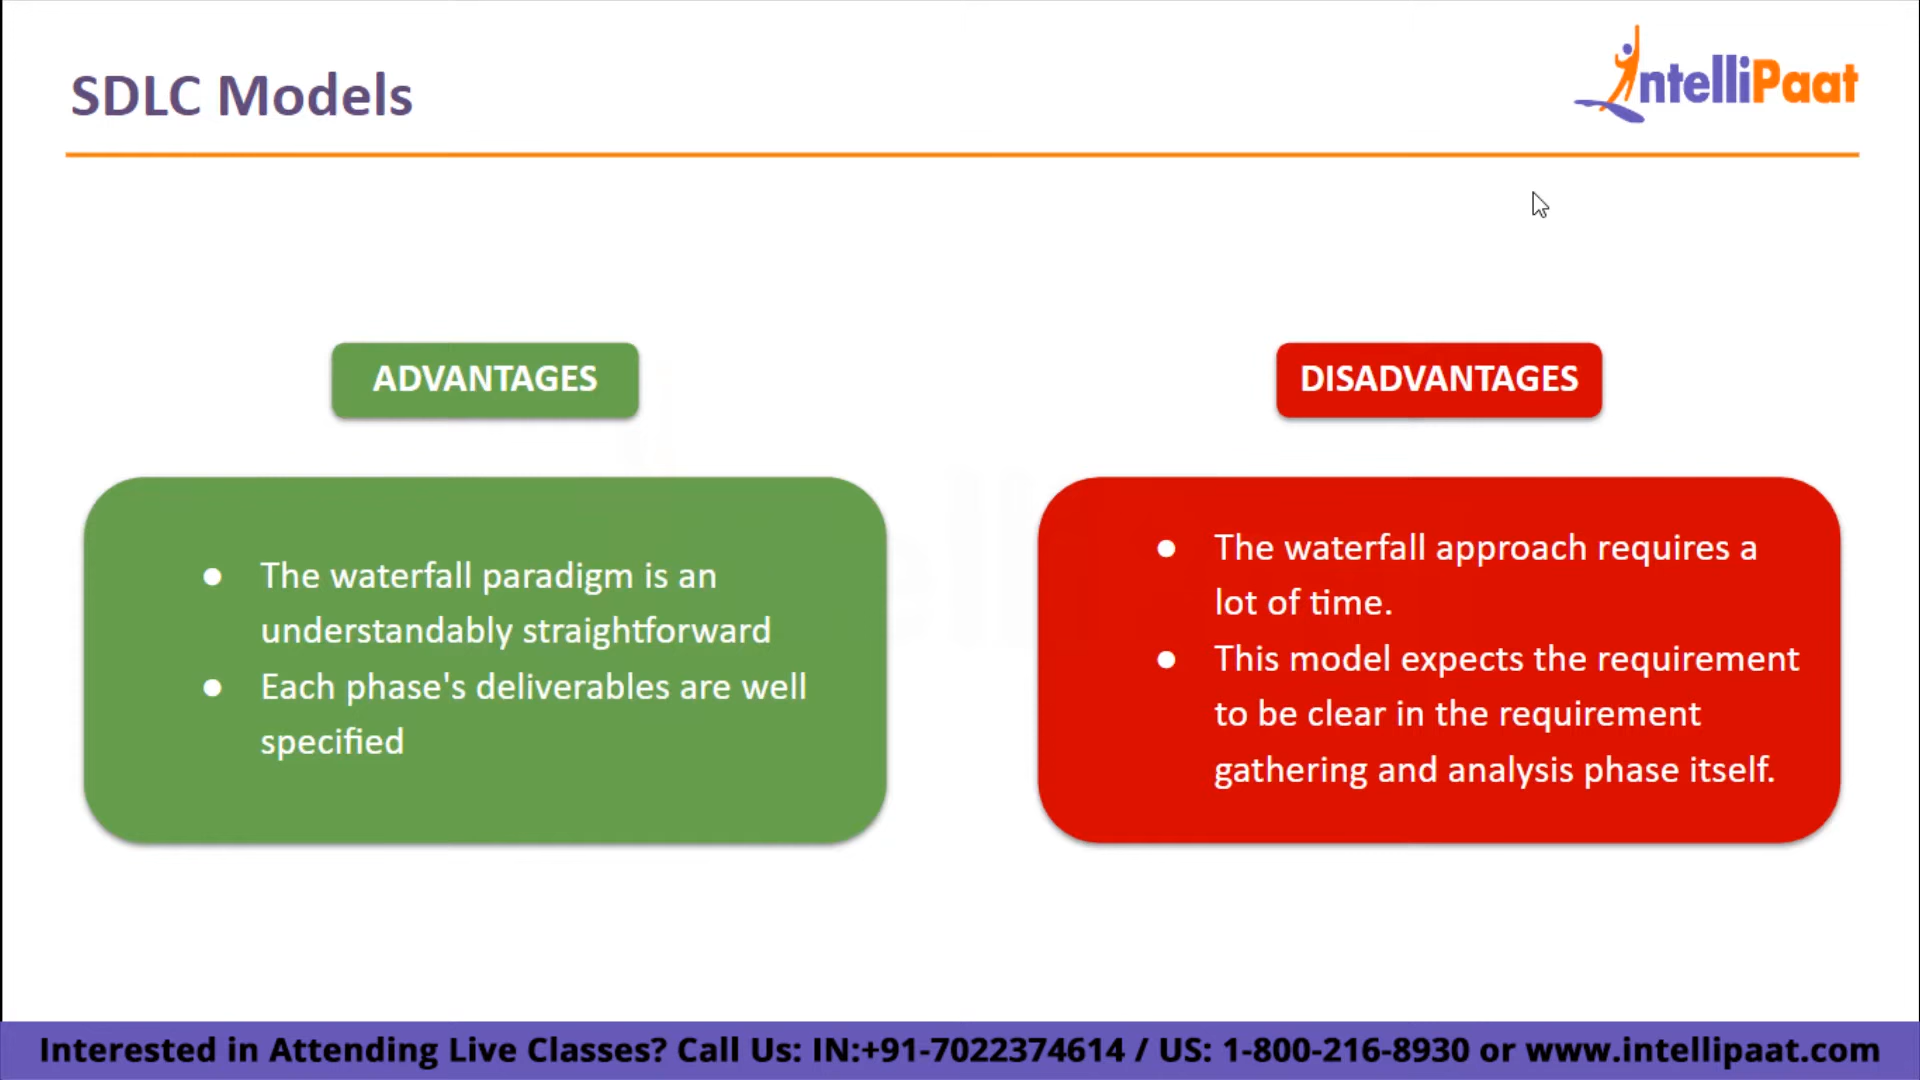 SDLC Models
IntelliPaat
ADVANTAGES
● The waterfall paradigm is an
understandably straightforward
● Each phase's deliverables are well
specified
DISADVANTAGES
● The waterfall approach requires a
lot of time.
● This model expects the requirement
to be clear in the requirement
gathering and analysis phase itself.
Interested in Attending Live Classes? Call Us: IN:+91-7022374614 / US: 1-800-216-8930 or www.intellipaat.com